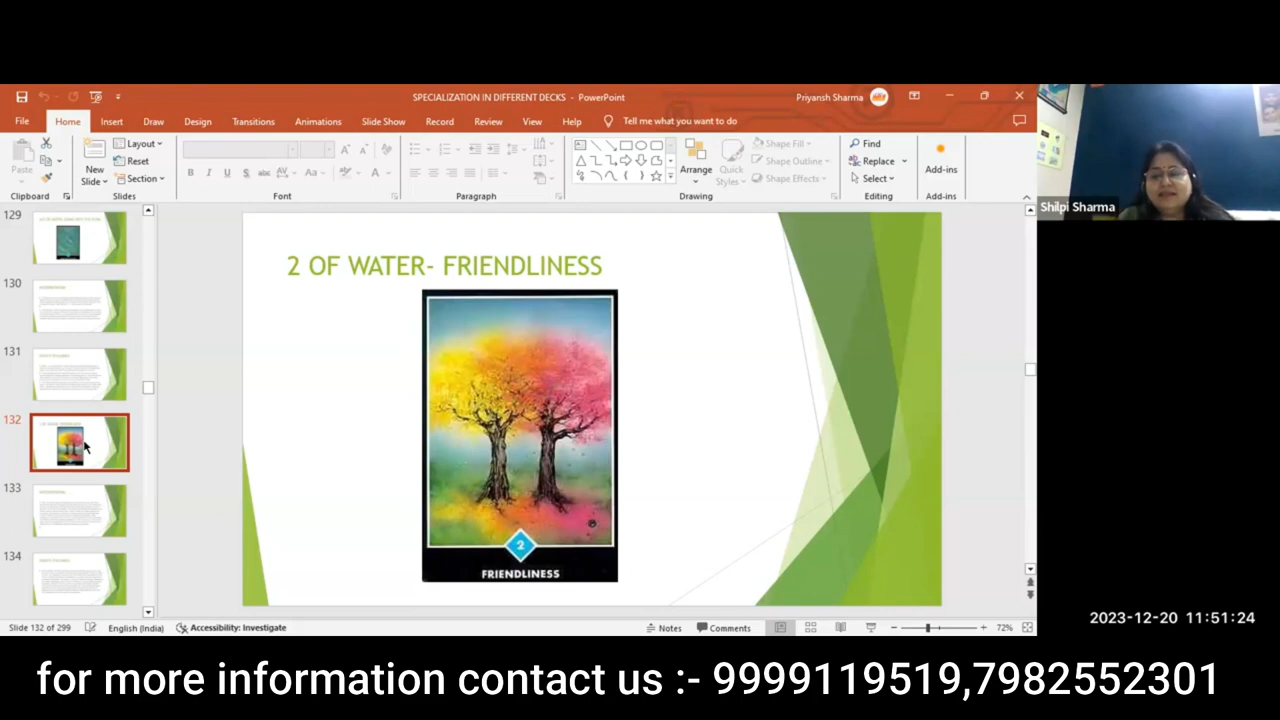 SPECIALIZATION IN DIFFERENT DECKS - PowerPoint
Priyansh Sharma
File Home Insert Draw Design Transitions Animations Slide Show Record Review View Help Tell me what you want to do
Paste
New
Slide
Layout
Reset
Section
B I U S abc AV Aa A
Arrange
Quick
Styles
Shape Fill
Shape Outline
Shape Effects
Find
Replace
Select
Add-ins
Clipboard Slides Font Paragraph Drawing Editing Add-ins
Shilpi Sharma
129
130
131
132
133
134
2 OF WATER- FRIENDLINESS
2
FRIENDLINESS
Slide 132 of 299 English (India) Accessibility: Investigate Notes Comments 72%
2023-12-20 11:51:24
for more information contact us :- 9999119519,7982552301